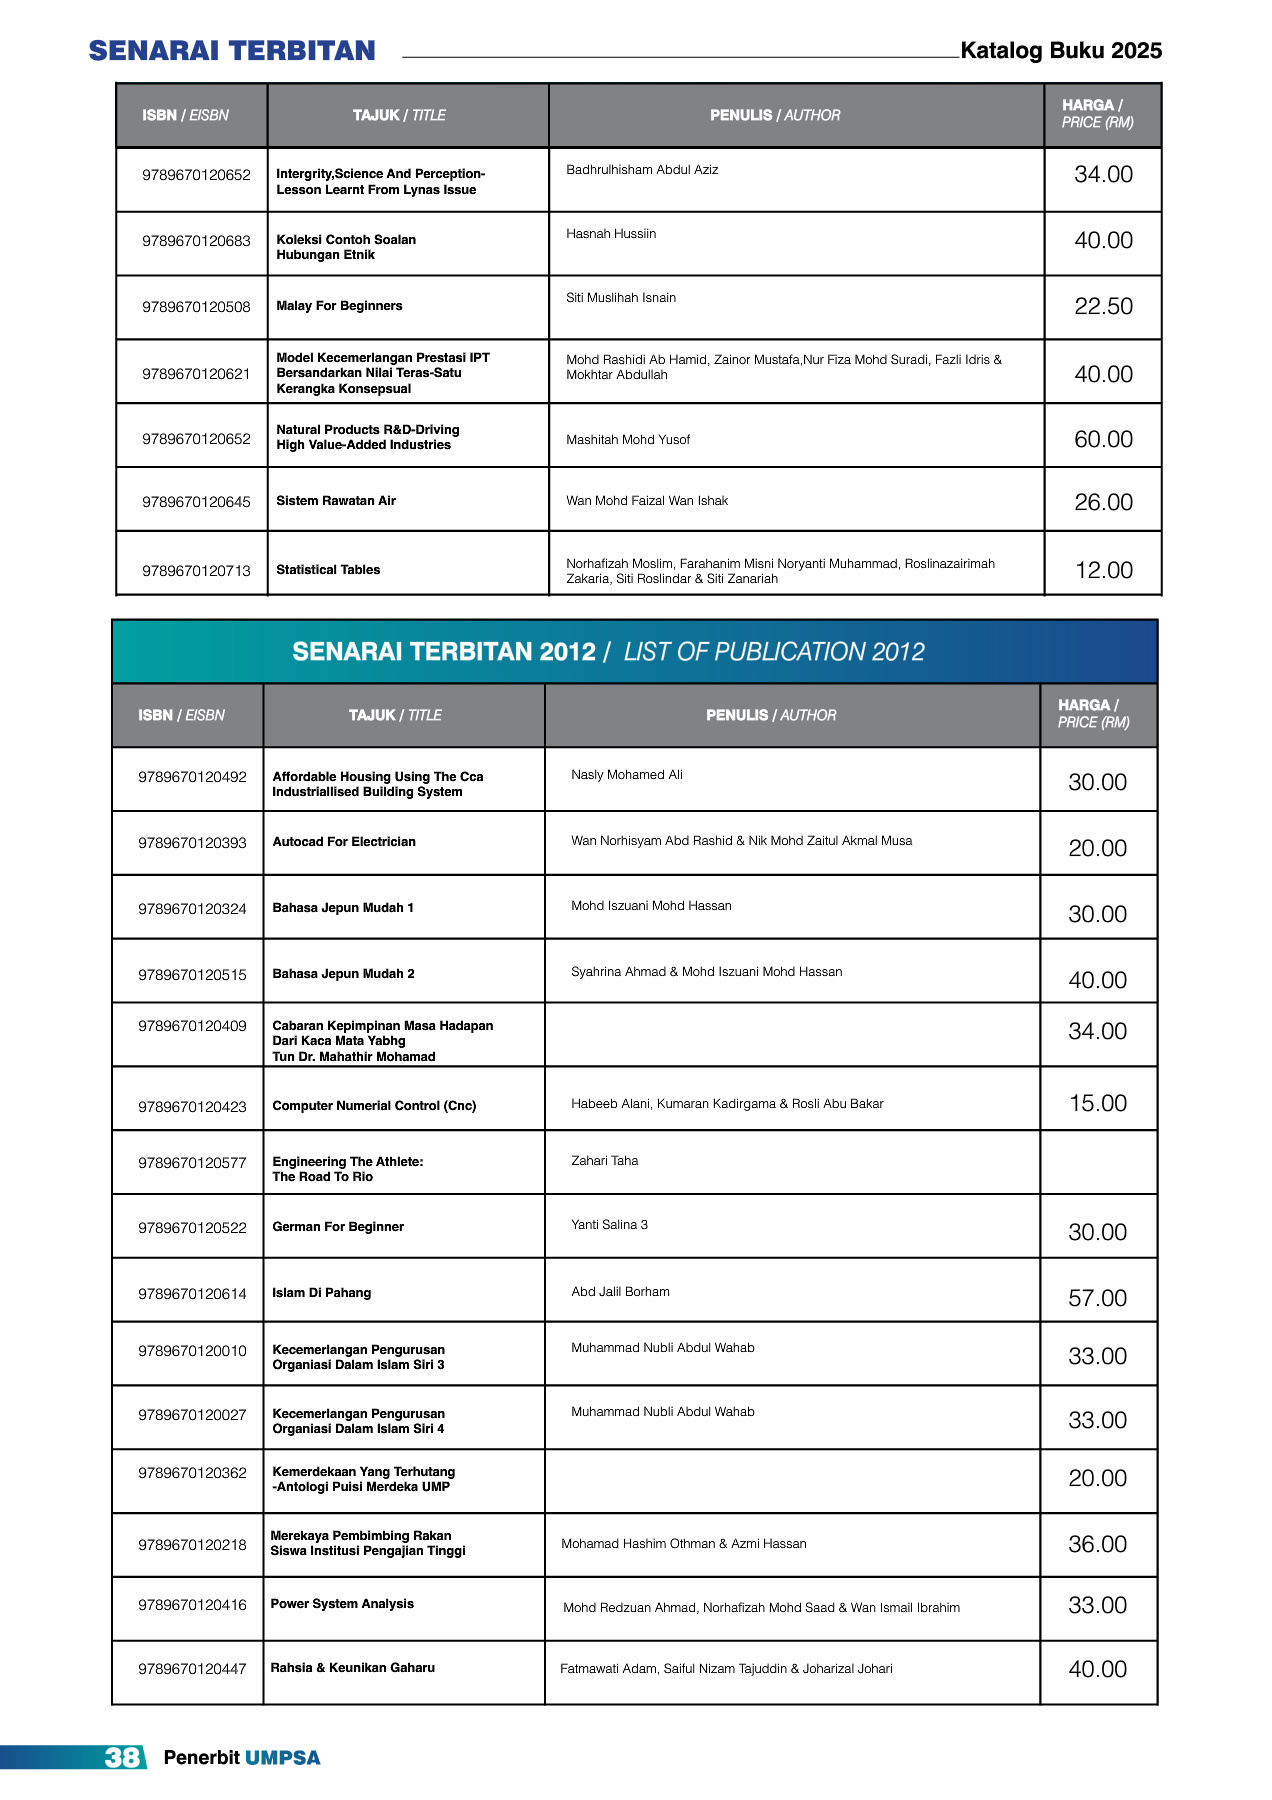 SENARAI TERBITAN
Katalog Buku 2025
ISBN / EISBN TAJUK / TITLE PENULIS / AUTHOR HARGA / PRICE (RM)
9789670120652 Intergrity,Science And Perception- Badhrulhisham Abdul Aziz 34.00
Lesson Learnt From Lynas Issue
9789670120683 Koleksi Contoh Soalan Hasnah Hussiin 40.00
Hubungan Etnik
9789670120508 Malay For Beginners Siti Muslihah Isnain 22.50
Model Kecemerlangan Prestasi IPT Mohd Rashidi Ab Hamid, Zainor Mustafa,Nur Fiza Mohd Suradi, Fazli Idris &
9789670120621 Bersandarkan Nilai Teras-Satu Mokhtar Abdullah 40.00
Kerangka Konsepsual
9789670120652 Natural Products R&D-Driving Mashitah Mohd Yusof 60.00
High Value-Added Industries
9789670120645 Sistem Rawatan Air Wan Mohd Faizal Wan Ishak 26.00
9789670120713 Statistical Tables Norhafizah Moslim, Farahanim Misni Noryanti Muhammad, Roslinazairimah 12.00
Zakaria, Siti Roslindar & Siti Zanariah
SENARAI TERBITAN 2012 / LIST OF PUBLICATION 2012
ISBN / EISBN TAJUK / TITLE PENULIS / AUTHOR HARGA / PRICE (RM)
9789670120492 Affordable Housing Using The Cca Nasly Mohamed Ali 30.00
Industriallised Building System
9789670120393 Autocad For Electrician Wan Norhisyam Abd Rashid & Nik Mohd Zaitul Akmal Musa 20.00
9789670120324 Bahasa Jepun Mudah 1 Mohd Iszuani Mohd Hassan 30.00
9789670120515 Bahasa Jepun Mudah 2 Syahrina Ahmad & Mohd Iszuani Mohd Hassan 40.00
9789670120409 Cabaran Kepimpinan Masa Hadapan 34.00
Dari Kaca Mata Yabhg
Tun Dr. Mahathir Mohamad
9789670120423 Computer Numerial Control (Cnc) Habeeb Alani, Kumaran Kadirgama & Rosli Abu Bakar 15.00
9789670120577 Engineering The Athlete: Zahari Taha
The Road To Rio
9789670120522 German For Beginner Yanti Salina 3 30.00
9789670120614 Islam Di Pahang Abd Jalil Borham 57.00
9789670120010 Kecemerlangan Pengurusan Muhammad Nubli Abdul Wahab 33.00
Organiasi Dalam Islam Siri 3
9789670120027 Kecemerlangan Pengurusan Muhammad Nubli Abdul Wahab 33.00
Organiasi Dalam Islam Siri 4
9789670120362 Kemerdekaan Yang Terhutang 20.00
-Antologi Puisi Merdeka UMP
9789670120218 Merekaya Pembimbing Rakan Mohamad Hashim Othman & Azmi Hassan 36.00
Siswa Institusi Pengajian Tinggi
9789670120416 Power System Analysis Mohd Redzuan Ahmad, Norhafizah Mohd Saad & Wan Ismail Ibrahim 33.00
9789670120447 Rahsia & Keunikan Gaharu Fatmawati Adam, Saiful Nizam Tajuddin & Joharizal Johari 40.00
38 Penerbit UMPSA